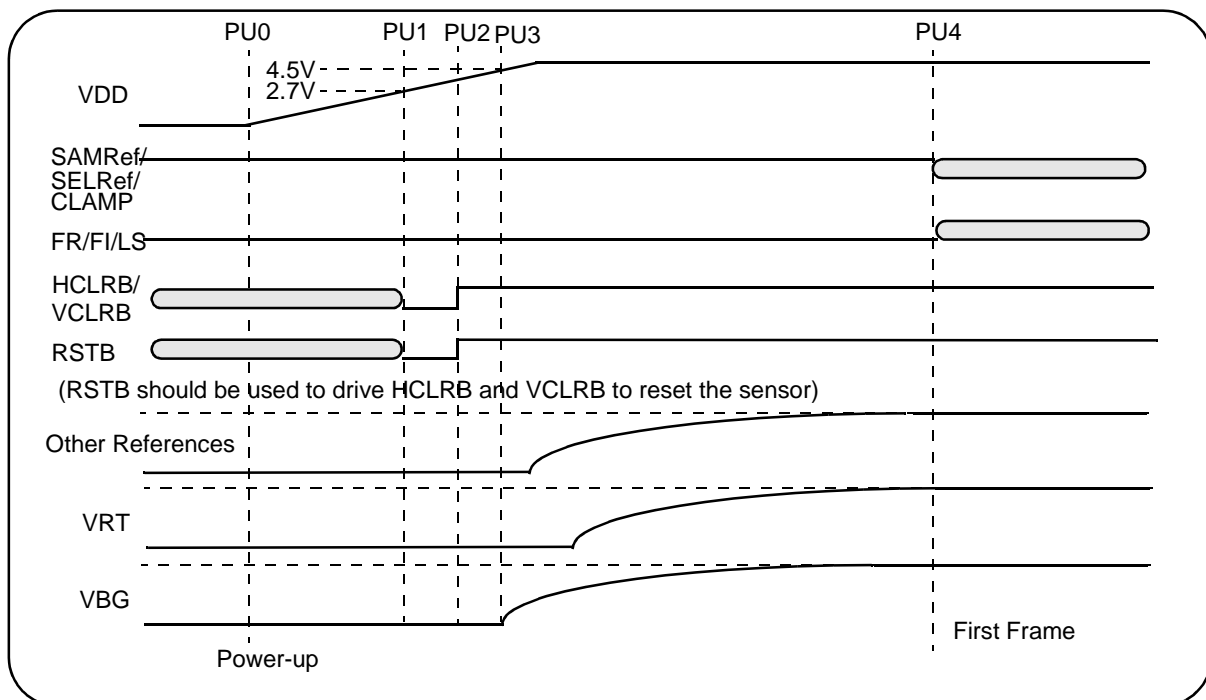 PU0 PU1 PU2 PU3 PU4
4.5V
2.7V
VDD
SAMRef/
SELRef/
CLAMP
FR/FI/LS
HCLRB/
VCLRB
RSTB
(RSTB should be used to drive HCLRB and VCLRB to reset the sensor)
Other References
VRT
VBG
First Frame
Power-up